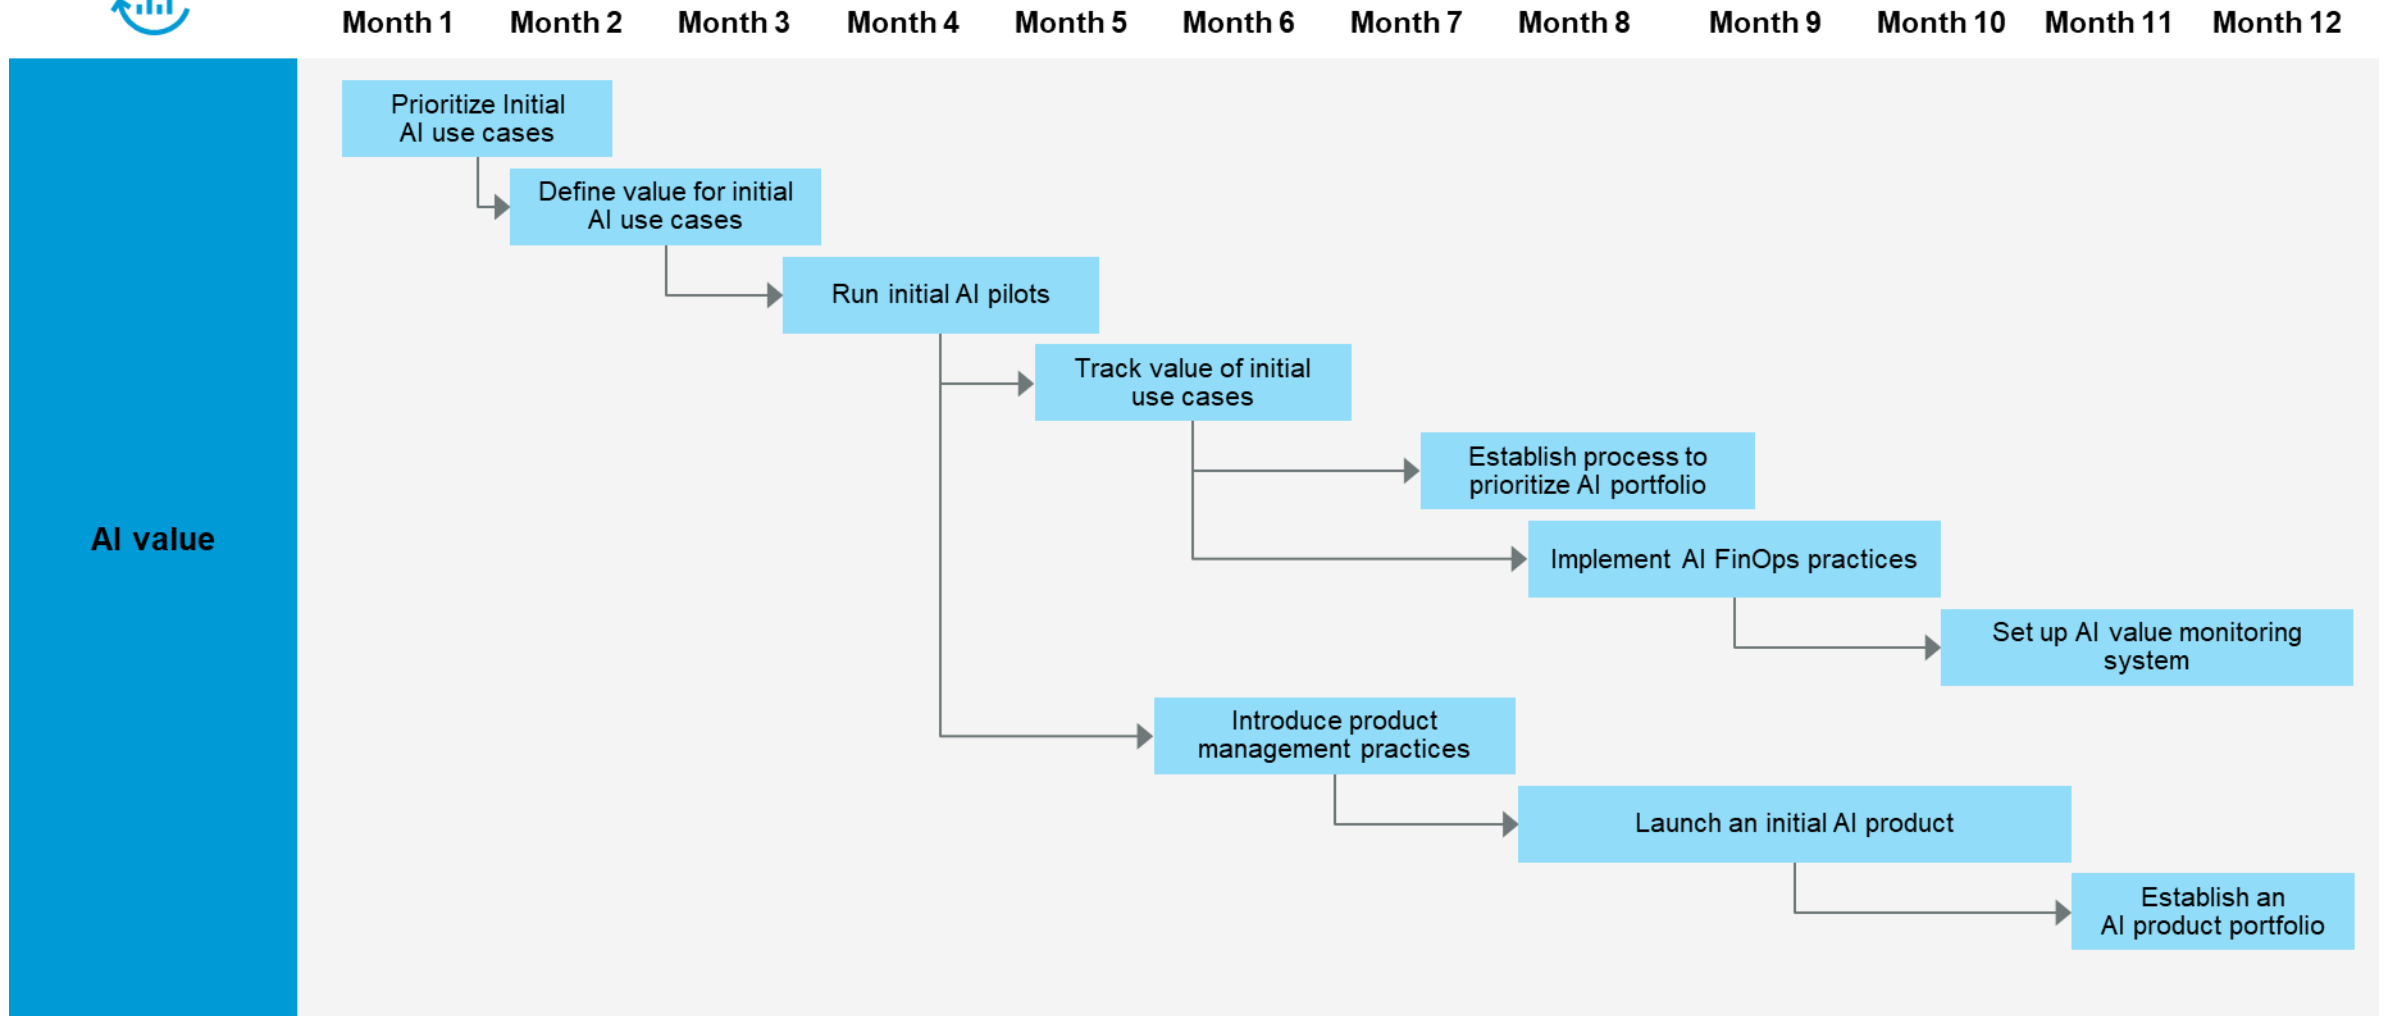 Month 1 Month 2 Month 3 Month 4 Month 5 Month 6 Month 7 Month 8 Month 9 Month 10 Month 11 Month 12
Prioritize Initial
AI use cases
Define value for initial
AI use cases
Run initial AI pilots
Track value of initial
use cases
Establish process to
prioritize AI portfolio
AI value
Implement AI FinOps practices
Set up AI value monitoring
system
Introduce product
management practices
Launch an initial AI product
Establish an
AI product portfolio